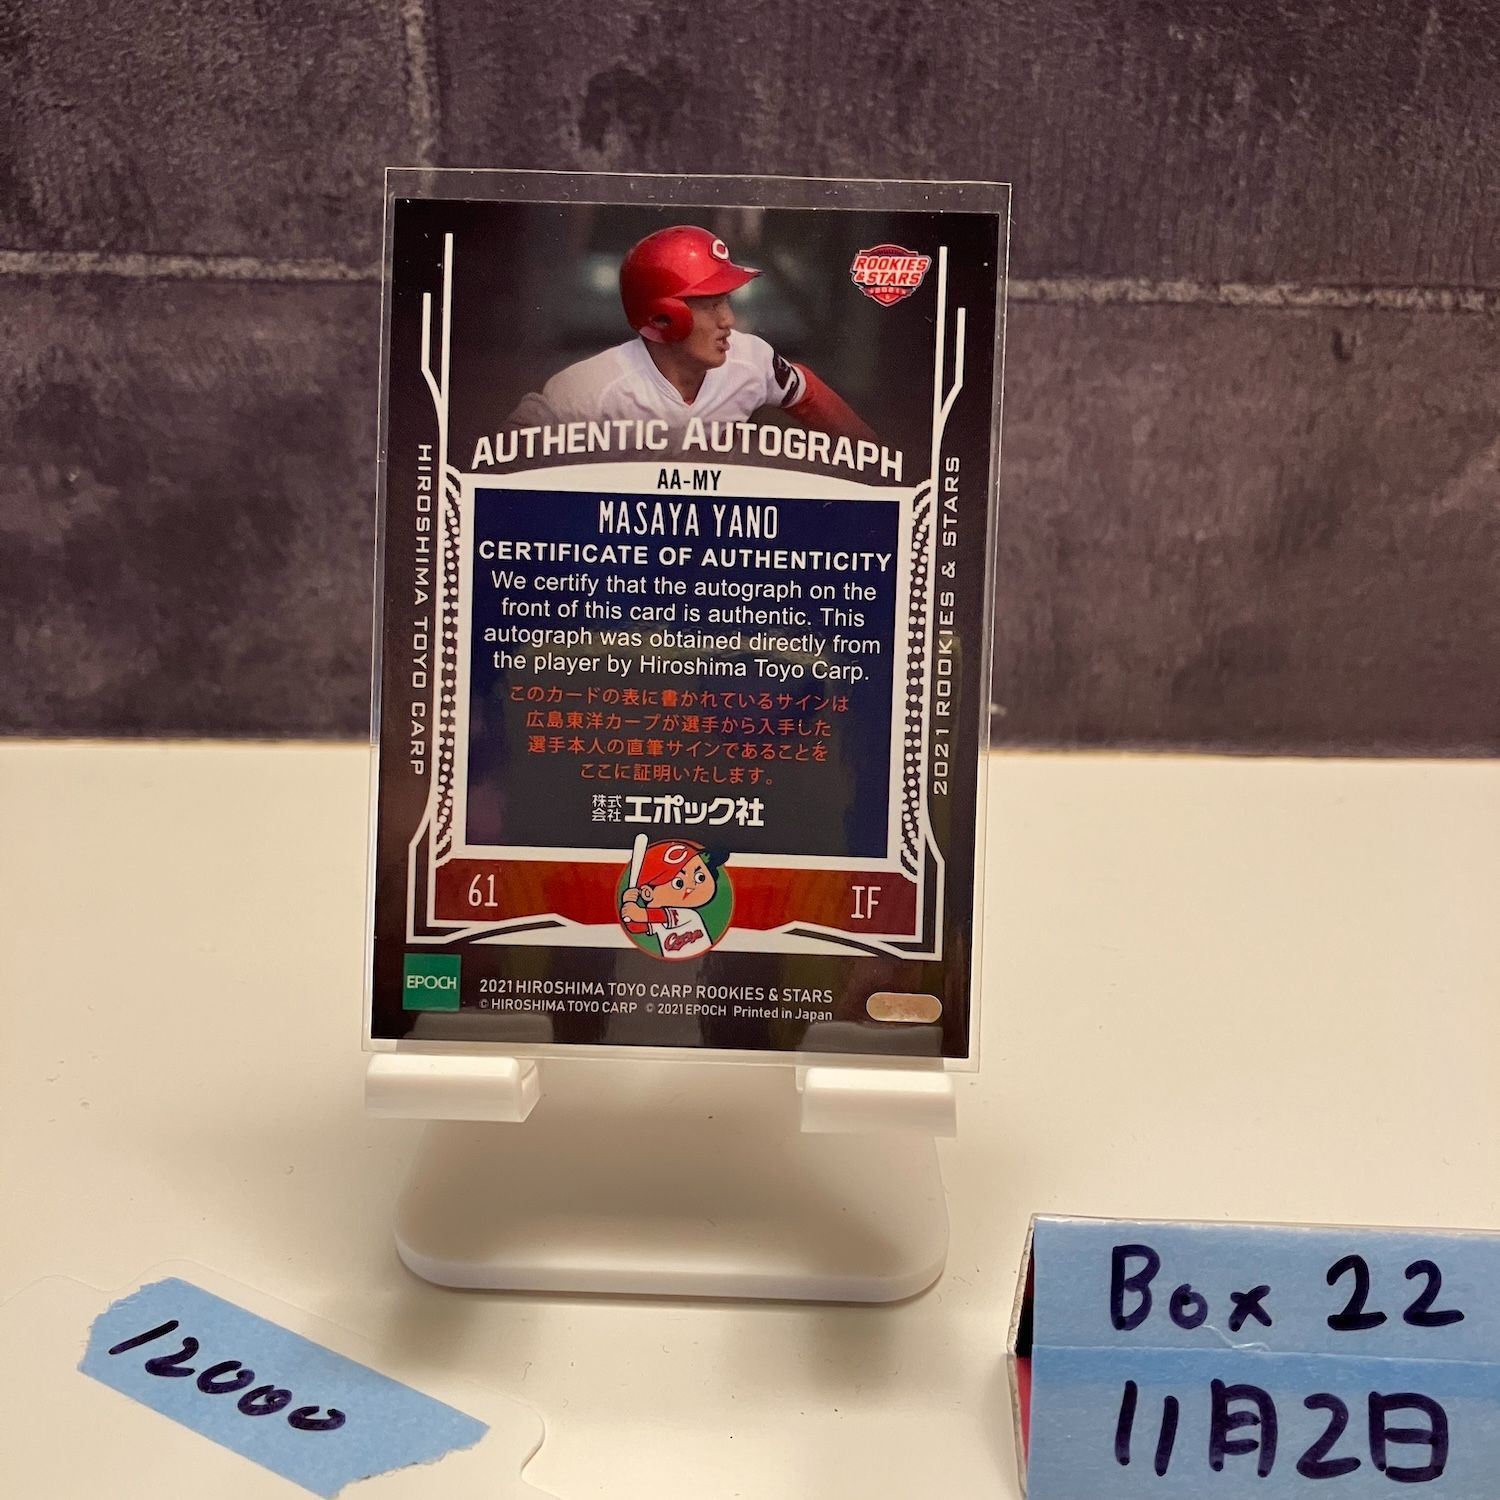 C
ROOKIES
&STARS
AUTHENTIC AUTOGRAPH
AA-MY
MASAYA YANO
CERTIFICATE OF AUTHENTICITY
We certify that the autograph on the
front of this card is authentic. This
autograph was obtained directly from
the player by Hiroshima Toyo Carp.
このカードの表に書かれているサインは
広島東洋カープが選手から入手した
選手本人の直筆サインであることを
ここに証明いたします。
株式会社エポック社
HIROSHIMA TOYO CARP
2021 ROOKIES & STARS
61
C
Carp
IF
EPOCH
2021 HIROSHIMA TOYO CARP ROOKIES & STARS
© HIROSHIMA TOYO CARP © 2021 EPOCH Printed in Japan
12000
Box 22
11月2日